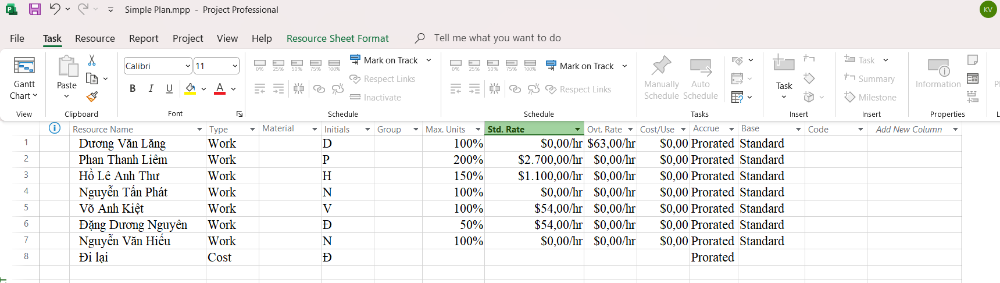 Simple Plan.mpp - Project Professional
KV
File Task Resource Report Project View Help Resource Sheet Format Tell me what you want to do
Gantt Chart
View
Paste
Clipboard
Calibri 11
B I U A
Font
0% 25% 50% 75% 100%
Mark on Track
Respect Links
Inactivate
Schedule
0% 25% 50% 75% 100%
Mark on Track
Respect Links
Schedule
Manually Schedule
Auto Schedule
Tasks
Task
Insert
Task
Summary
Milestone
Insert
Information
Properties
Resource Name Type Material Initials Group Max. Units Std. Rate Ovt. Rate Cost/Use Accrue Base Code Add New Column
1 Dương Văn Lăng Work D 100% $0,00/hr $63,00/hr $0,00 Prorated Standard
2 Phan Thanh Liêm Work P 200% $2.700,00/hr $0,00/hr $0,00 Prorated Standard
3 Hồ Lê Anh Thư Work H 150% $1.100,00/hr $0,00/hr $0,00 Prorated Standard
4 Nguyễn Tấn Phát Work N 100% $0,00/hr $0,00/hr $0,00 Prorated Standard
5 Võ Anh Kiệt Work V 100% $54,00/hr $0,00/hr $0,00 Prorated Standard
6 Đặng Dương Nguyên Work Đ 50% $54,00/hr $0,00/hr $0,00 Prorated Standard
7 Nguyễn Văn Hiếu Work N 100% $0,00/hr $0,00/hr $0,00 Prorated Standard
8 Đi lại Cost Đ Prorated